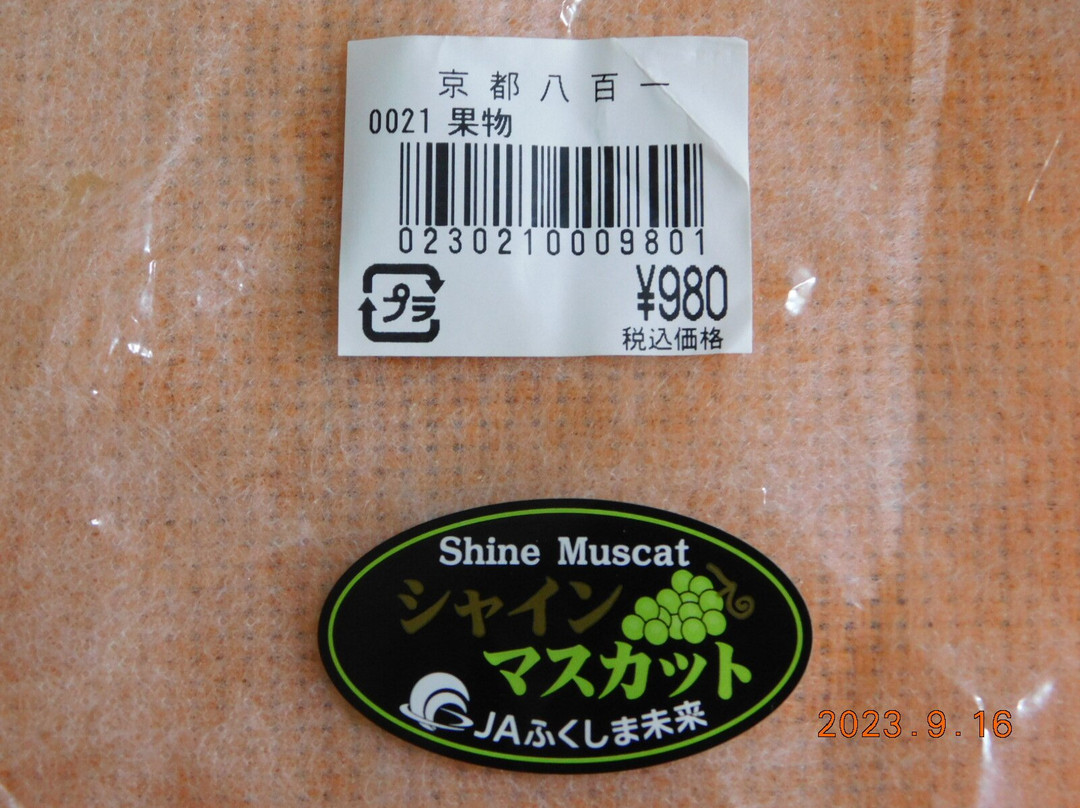 京都八百一
0021 果物
0230210009801
プラ
¥980
税込価格
Shine Muscat
シャイン
マスカット
JAふくしま未来
2023.9.16